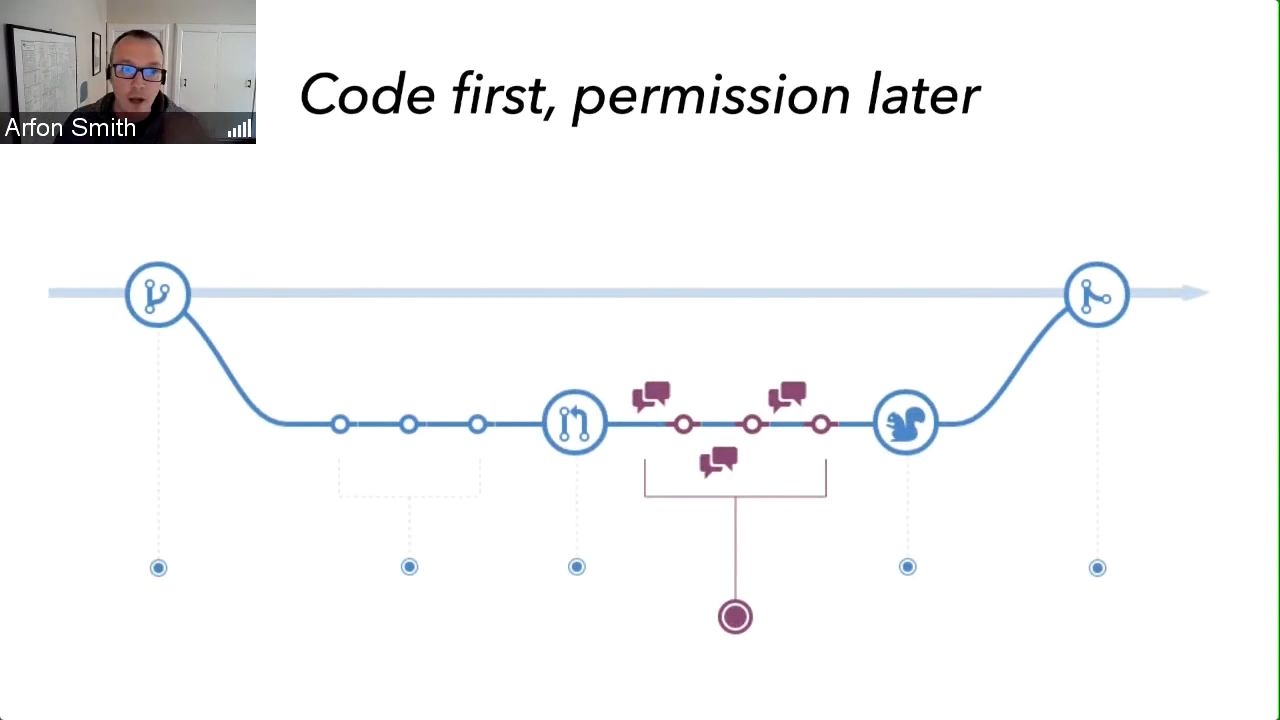 Code first, permission later
Arfon Smith